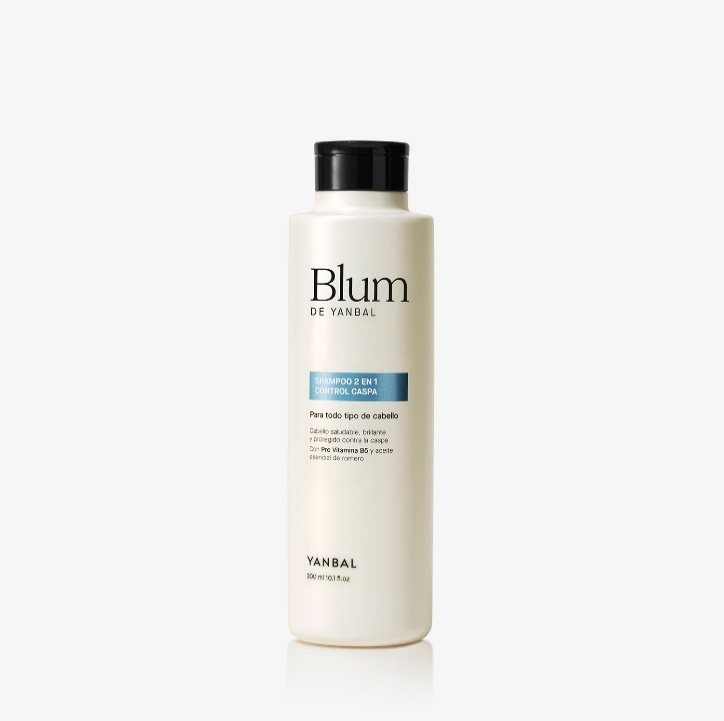 Blum
DE YANBAL
SHAMPOO 2 EN 1
CONTROL CASPA
Para todo tipo de cabello
Cabello saludable, brillante
y protegido contra la caspa
Con Pro Vitamina B5 y aceite
esencial de romero
YANBAL
300 ml 10.1 fl.oz